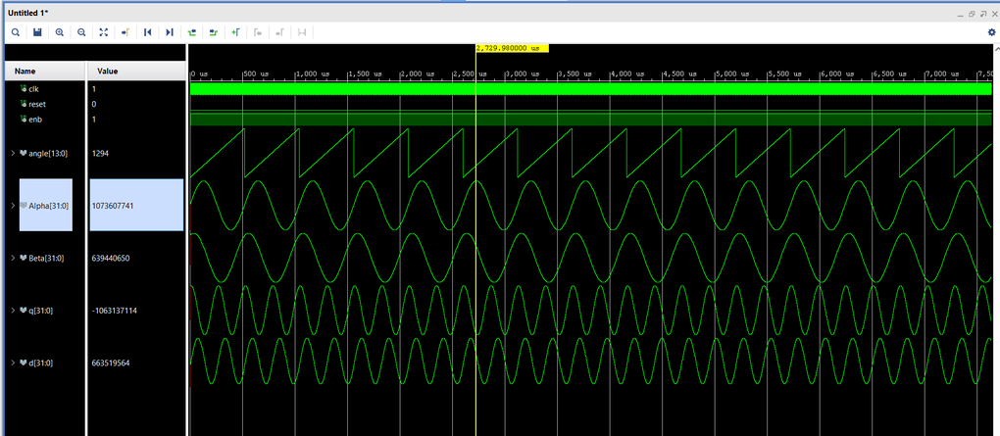 Untitled 1*
2,729.980000 us
Name Value
0 us 500 us 1,000 us 1,500 us 2,000 us 2,500 us 3,000 us 3,500 us 4,000 us 4,500 us 5,000 us 5,500 us 6,000 us 6,500 us 7,000 us 7,50
clk 1
reset 0
enb 1
angle[13:0] 1294
Alpha[31:0] 1073607741
Beta[31:0] 639440650
q[31:0] -1063137114
d[31:0] 663519564